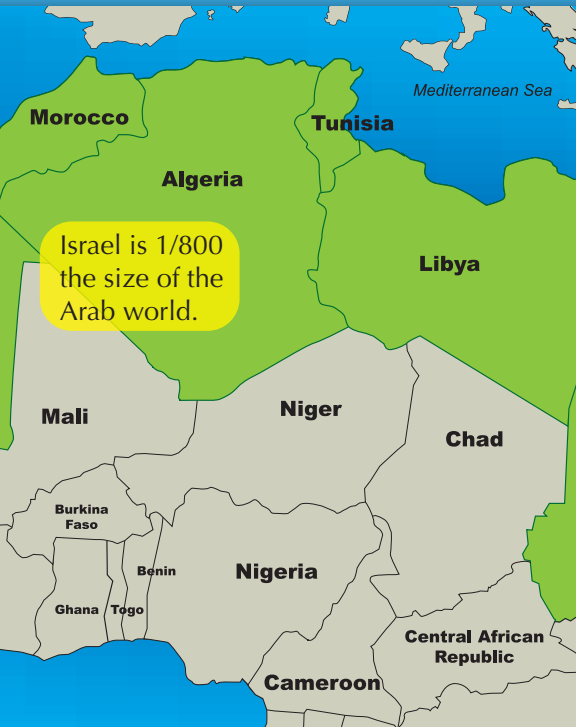 Mediterranean Sea
Morocco
Tunisia
Algeria
Israel is 1/800
the size of the
Arab world.
Libya
Mali
Niger
Chad
Burkina
Faso
Benin
Nigeria
Ghana
Togo
Central African
Republic
Cameroon